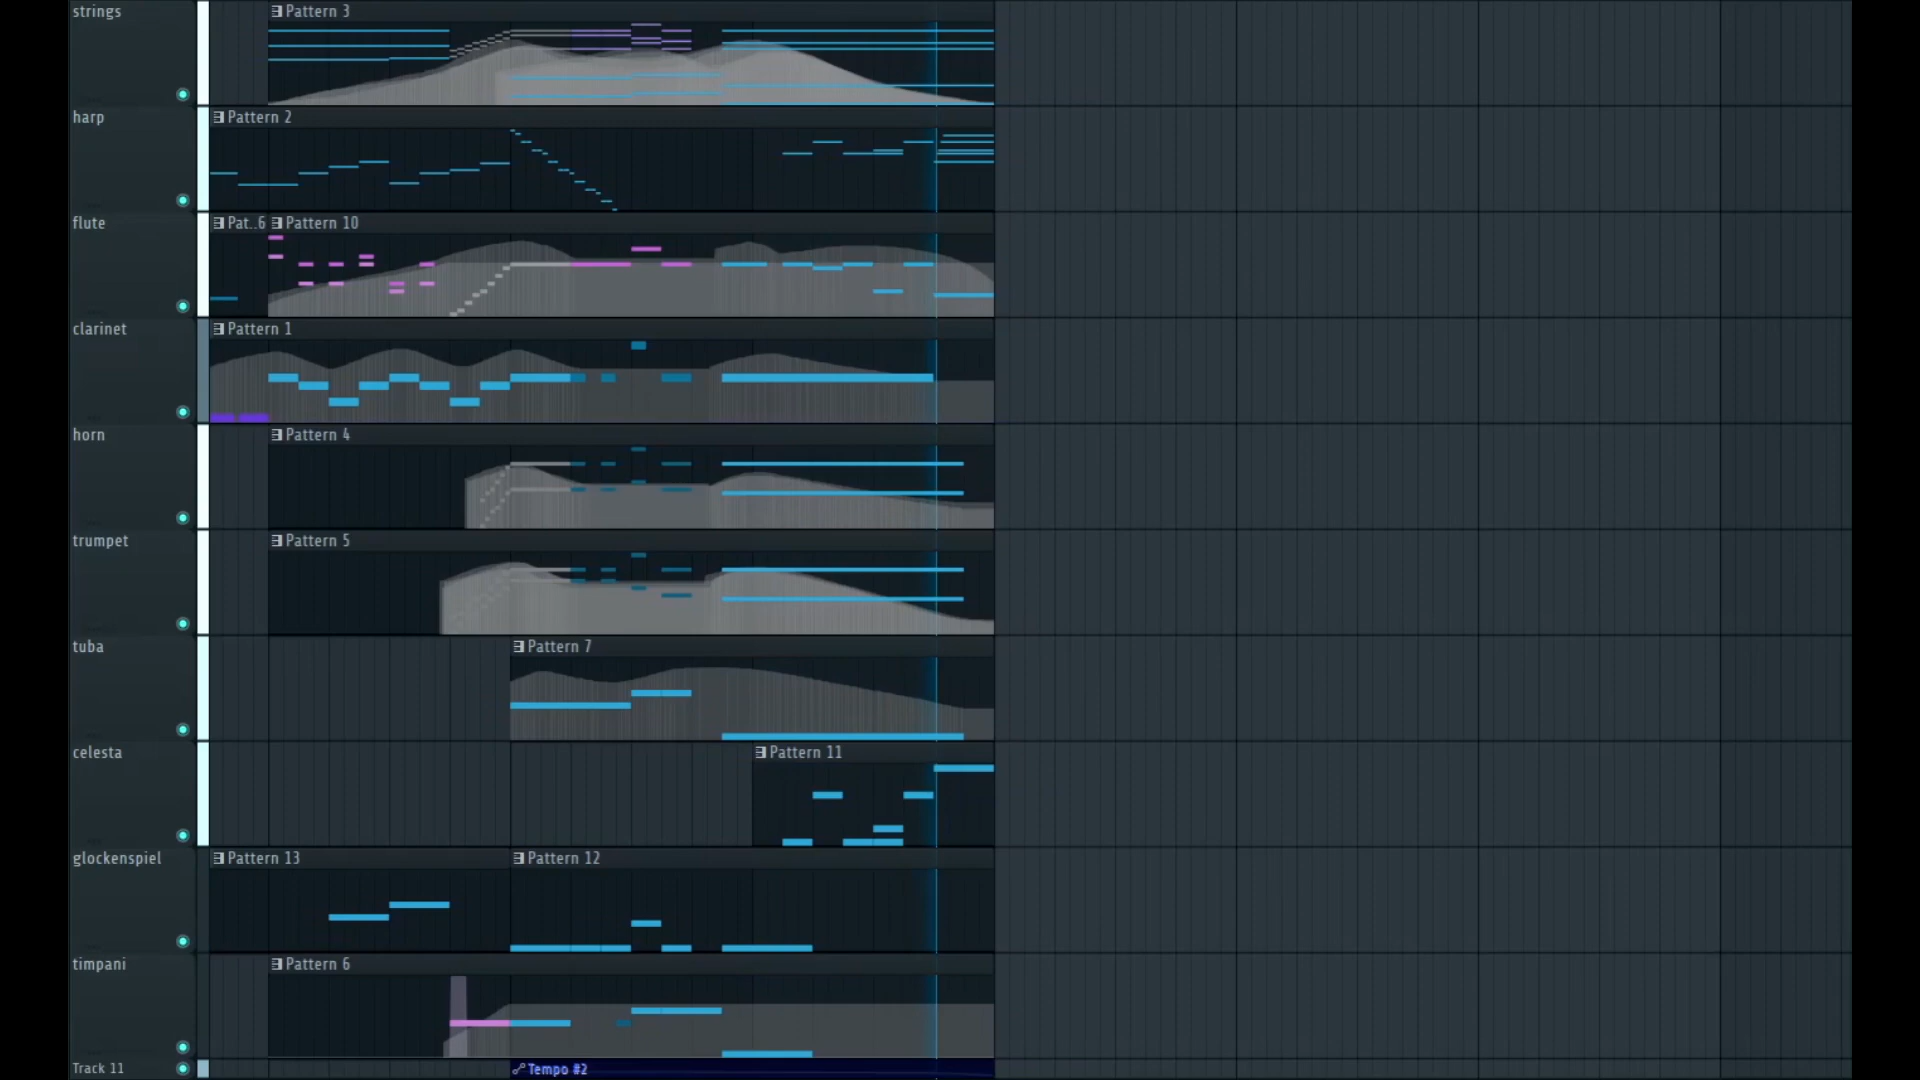 strings
Pattern 3
harp
Pattern 2
flute
Pat..6 Pattern 10
clarinet
Pattern 1
horn
Pattern 4
trumpet
Pattern 5
tuba
Pattern 7
celesta
Pattern 11
glockenspiel
Pattern 13
Pattern 12
timpani
Pattern 6
Track 11
Tempo #2